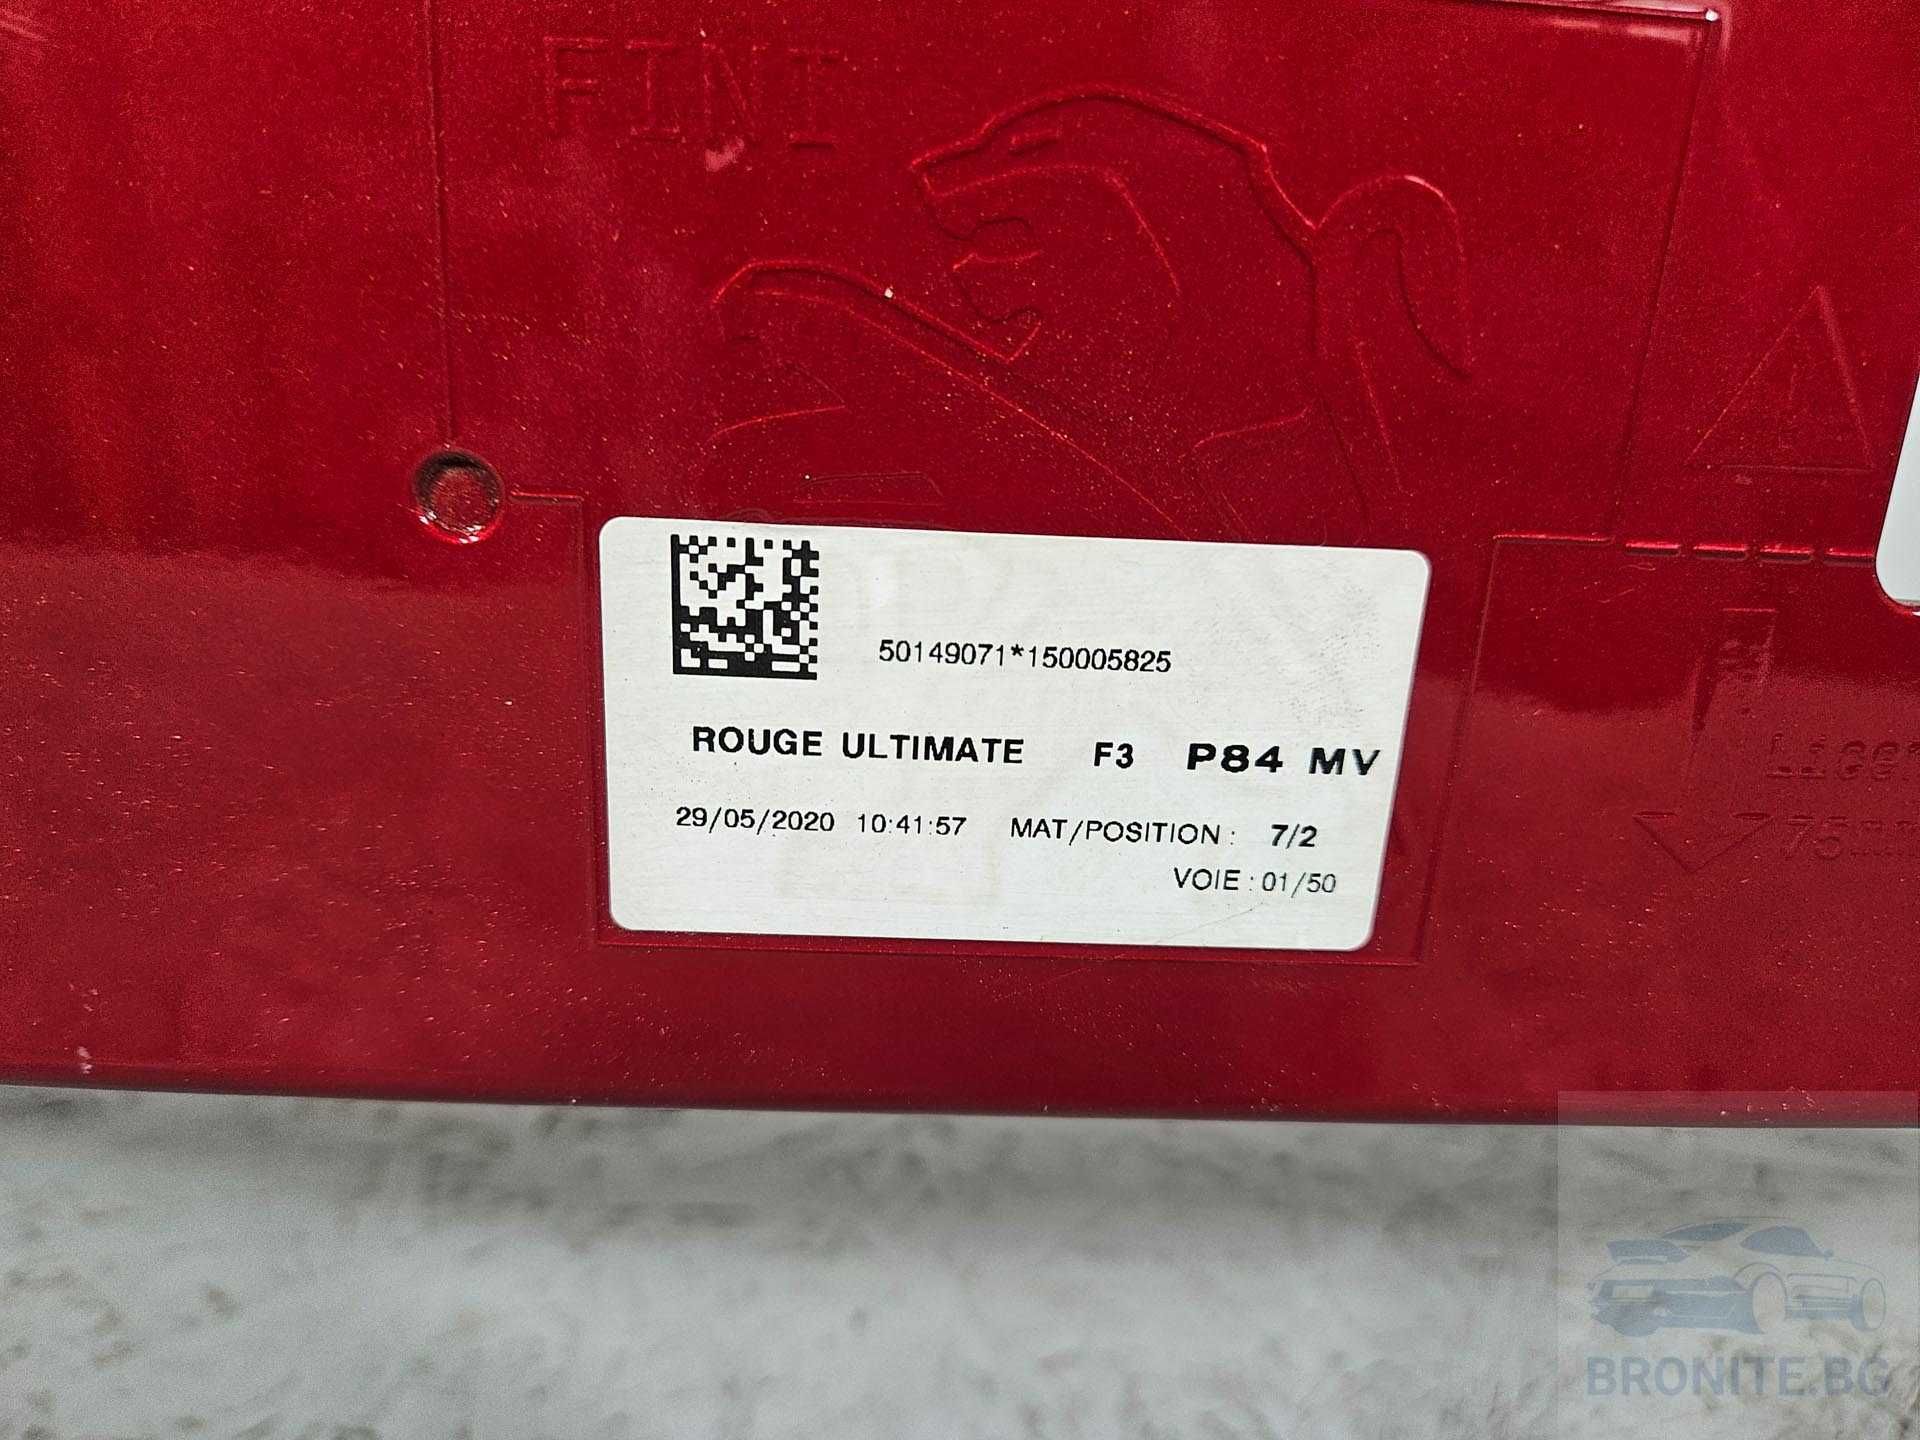 FINI
50149071*150005825
ROUGE ULTIMATE F3 P84 MV
29/05/2020 10:41:57 MAT/POSITION : 7/2
VOIE : 01/50
BRONITE.BG